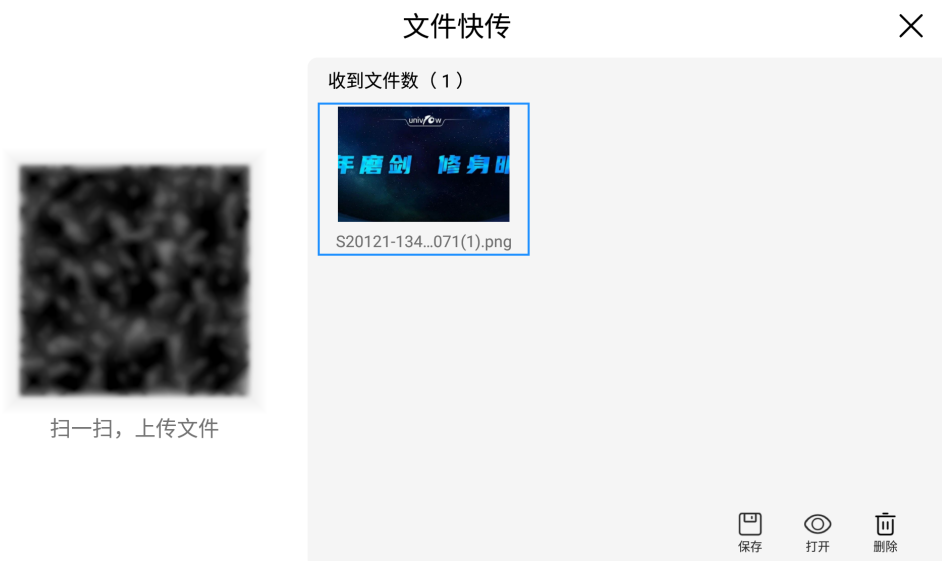 文件快传
收到文件数（1）
年磨剑 修身
S20121-134...071(1).png
扫一扫，上传文件
保存
打开
删除